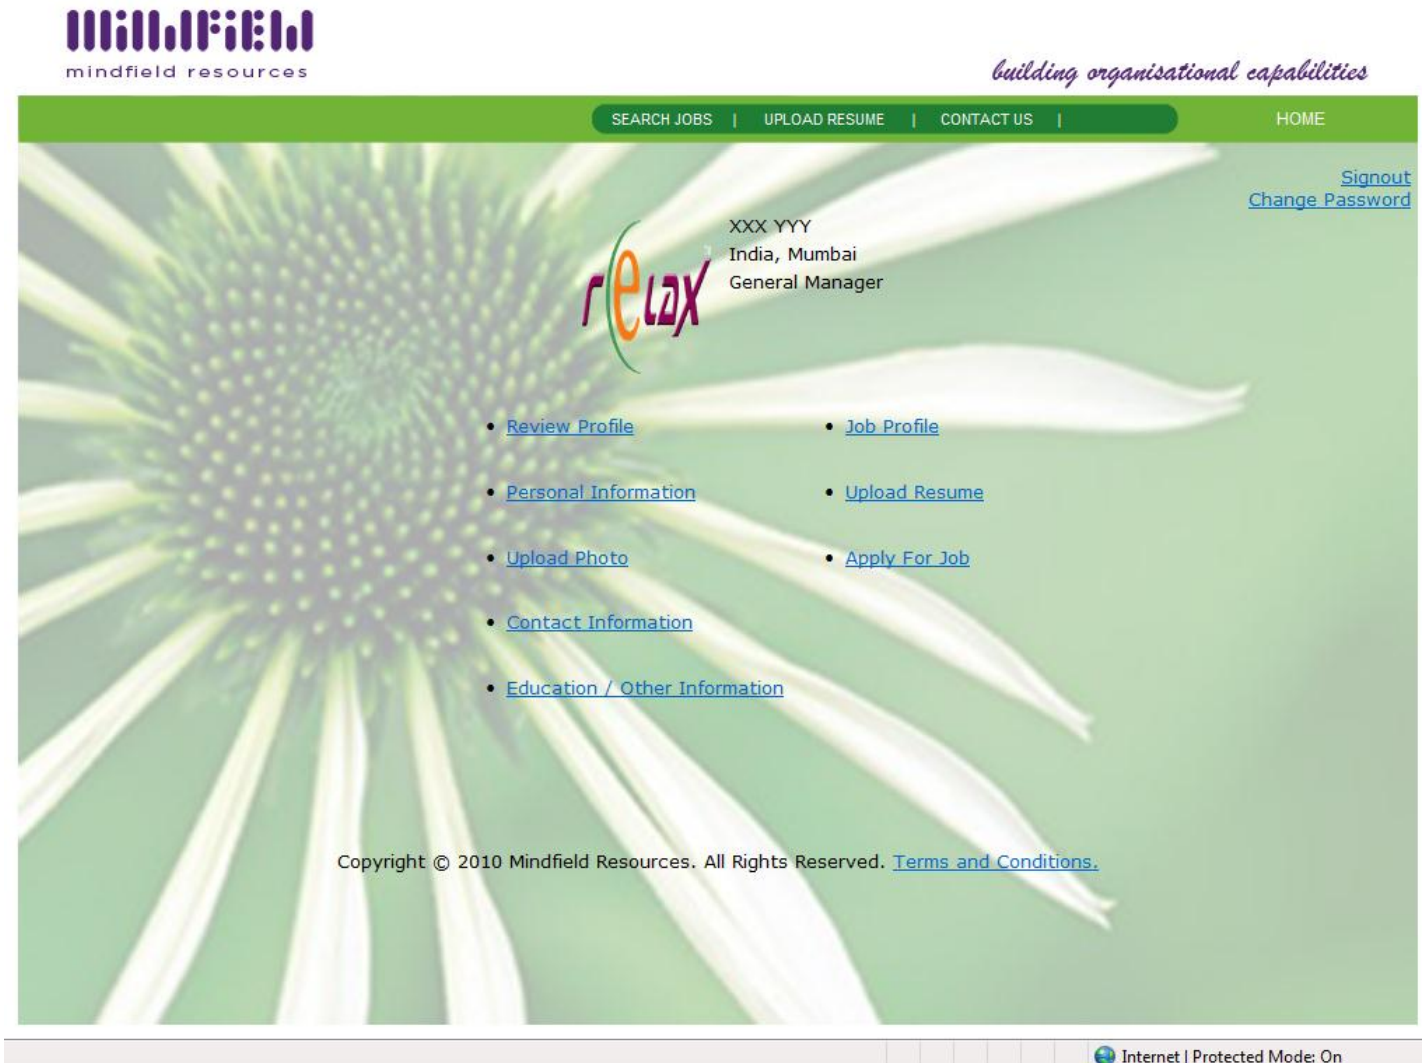 MiNdFiEld
mindfield resources
building organisational capabilities
SEARCH JOBS | UPLOAD RESUME | CONTACT US | HOME
Signout
Change Password
relax
XXX YYY
India, Mumbai
General Manager
• Review Profile
• Job Profile
• Personal Information
• Upload Resume
• Upload Photo
• Apply For Job
• Contact Information
• Education / Other Information
Copyright © 2010 Mindfield Resources. All Rights Reserved. Terms and Conditions.
Internet | Protected Mode: On